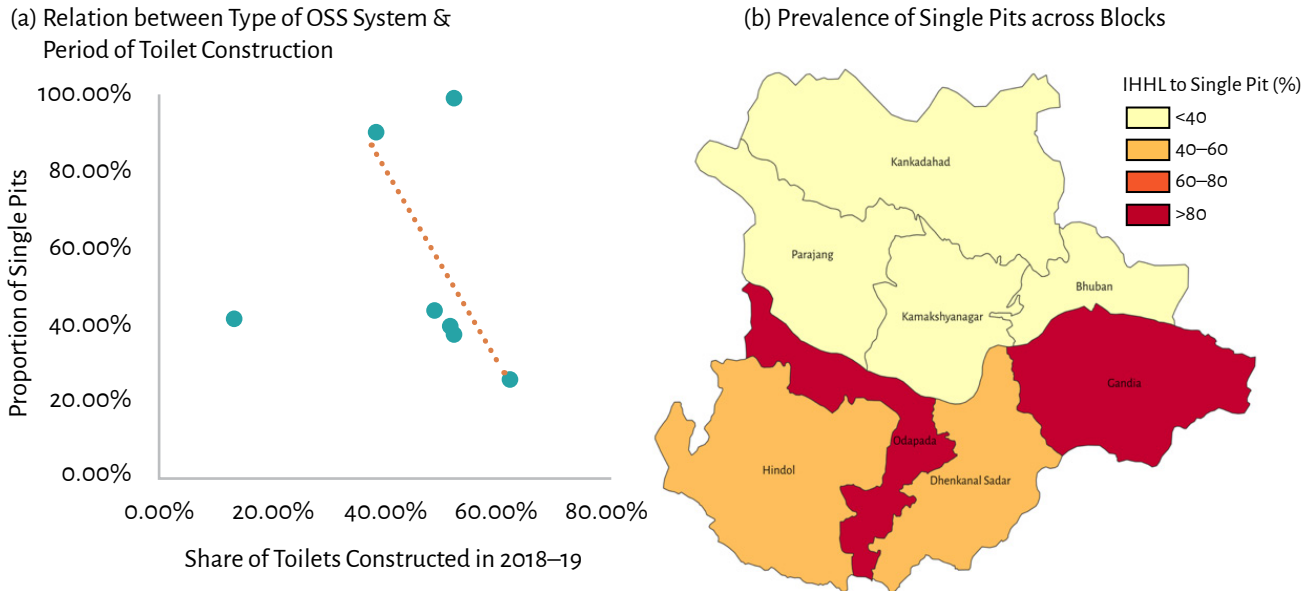 (a) Relation between Type of OSS System &
Period of Toilet Construction
100.00%
80.00%
60.00%
40.00%
20.00%
0.00%
Proportion of Single Pits
0.00%
20.00%
40.00%
60.00%
80.00%
Share of Toilets Constructed in 2018–19
(b) Prevalence of Single Pits across Blocks
IHHL to Single Pit (%)
<40
40–60
60–80
>80
Kankadahad
Parajang
Bhuban
Kamakshyanagar
Gandia
Odapada
Hindol
Dhenkanal Sadar